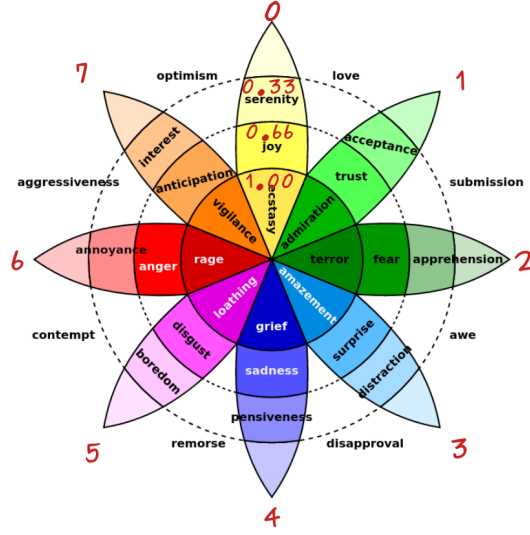 0
7
optimism
love
1
0.33
serenity
0.66
joy
interest
acceptance
anticipation
trust
aggressiveness
submission
1.00
ecstasy
vigilance
admiration
6
annoyance
anger
rage
terror
fear
apprehension
2
loathing
amazement
grief
contempt
disgust
surprise
awe
boredom
sadness
distraction
pensiveness
5
remorse
disapproval
3
4